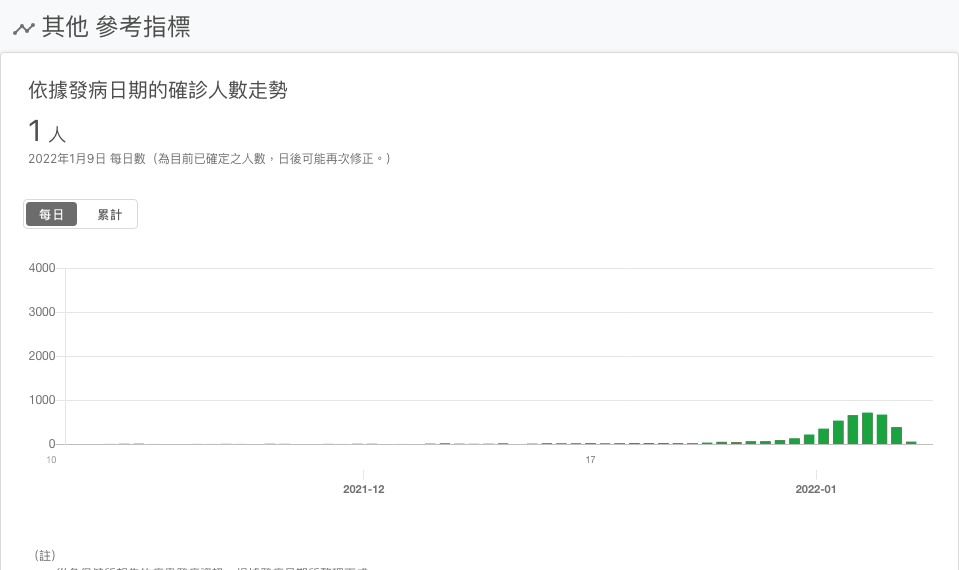 其他 參考指標
依據發病日期的確診人數走勢
1 人
2022年1月9日 每日數（為目前已確定之人數，日後可能再次修正。）
每日 累計
4000
3000
2000
1000
0
10 17
2021-12 2022-01
（註）